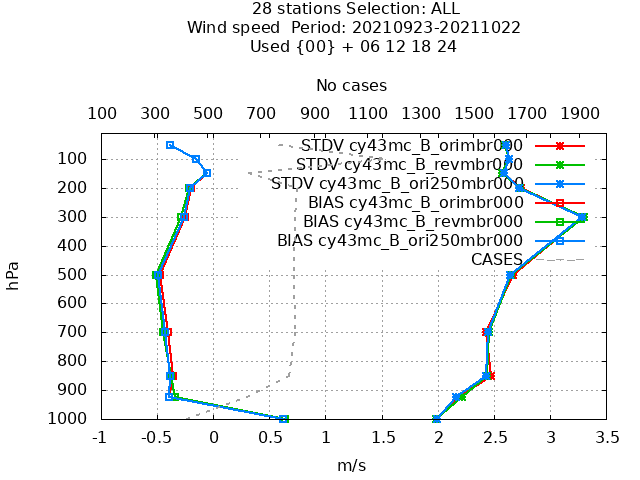 28 stations Selection: ALL
Wind speed  Period: 20210923-20211022
Used {00} + 06 12 18 24
No cases
100 300 500 700 900 1100 1300 1500 1700 1900
STDV cy43mc_B_orimbr000
STDV cy43mc_B_revmbr000
STDV cy43mc_B_ori250mbr000
BIAS cy43mc_B_orimbr000
BIAS cy43mc_B_revmbr000
BIAS cy43mc_B_ori250mbr000
CASES
hPa
100
200
300
400
500
600
700
800
900
1000
-1 -0.5 0 0.5 1 1.5 2 2.5 3 3.5
m/s